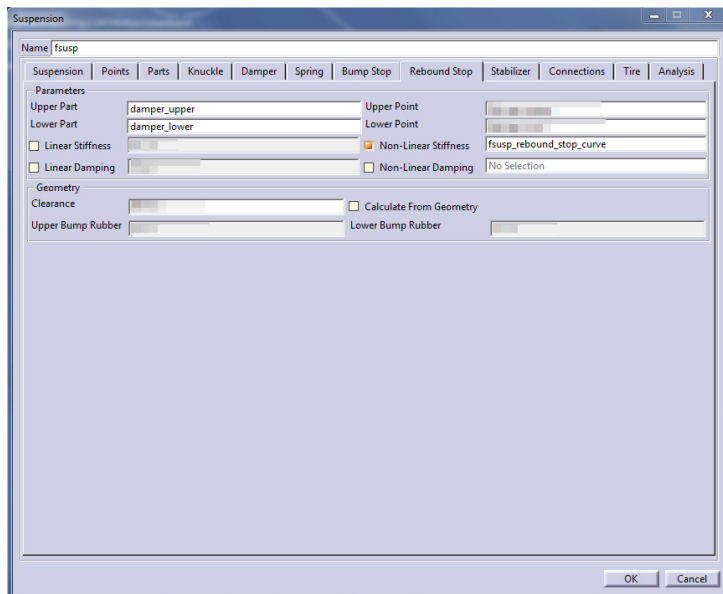 Suspension
Name fsusp
Suspension Points Parts Knuckle Damper Spring Bump Stop Rebound Stop Stabilizer Connections Tire Analysis
Parameters
Upper Part damper_upper Upper Point
Lower Part damper_lower Lower Point
Linear Stiffness Non-Linear Stiffness fsusp_rebound_stop_curve
Linear Damping Non-Linear Damping No Selection
Geometry
Clearance Calculate From Geometry
Upper Bump Rubber Lower Bump Rubber
OK Cancel